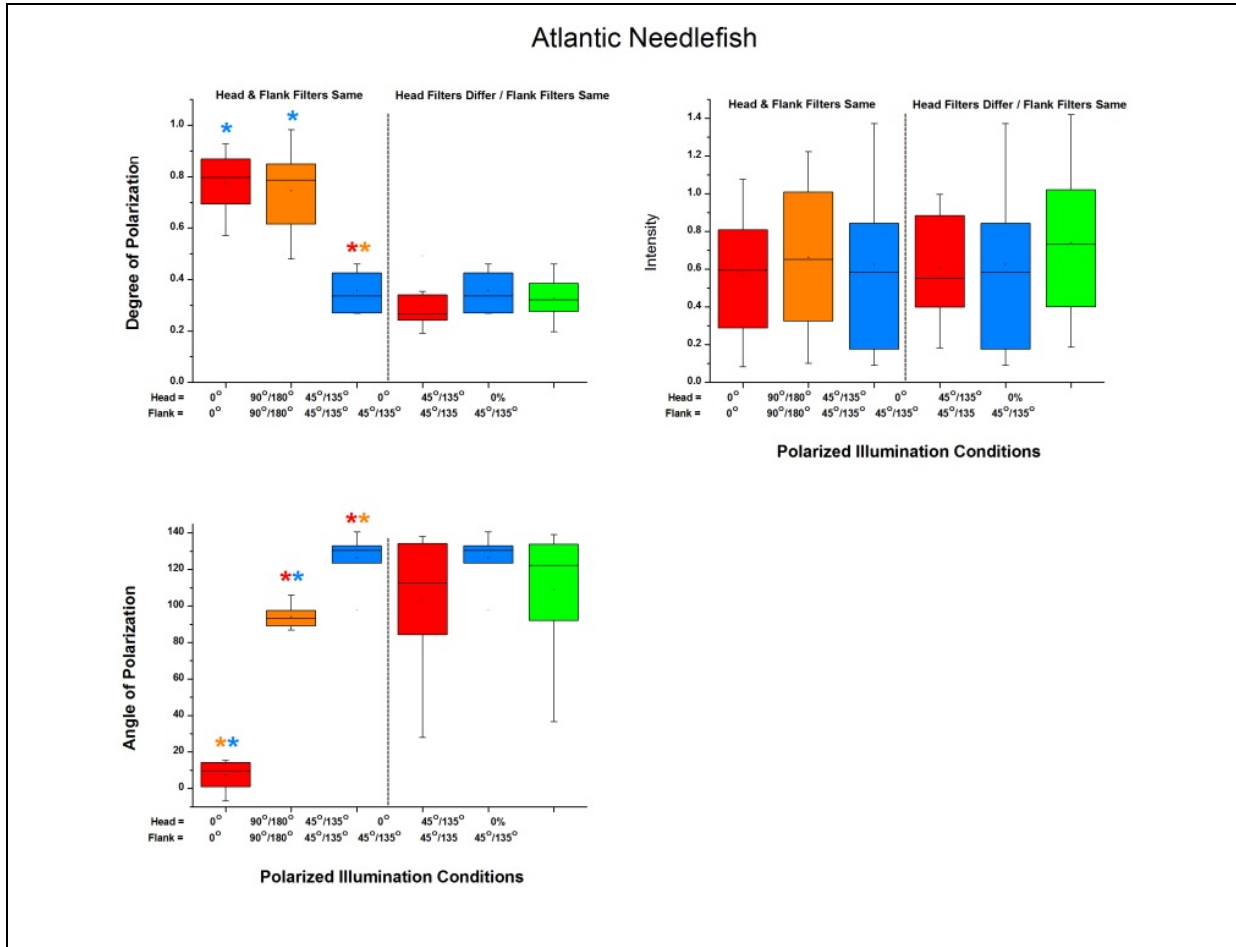 Atlantic Needlefish
Head & Flank Filters Same
Head Filters Differ / Flank Filters Same
Degree of Polarization
1.0
0.8
0.6
0.4
0.2
0.0
**
*
*
Head = 0° 90°/180° 45°/135° 0° 45°/135° 0%
Flank = 0° 90°/180° 45°/135° 45°/135° 45°/135 45°/135°
Head & Flank Filters Same
Head Filters Differ / Flank Filters Same
Intensity
1.4
1.2
1.0
0.8
0.6
0.4
0.2
0.0
Head = 0° 90°/180° 45°/135° 0° 45°/135° 0%
Flank = 0° 90°/180° 45°/135° 45°/135° 45°/135 45°/135°
Polarized Illumination Conditions
Angle of Polarization
140
120
100
80
60
40
20
0
**
**
**
Head = 0° 90°/180° 45°/135° 0° 45°/135° 0%
Flank = 0° 90°/180° 45°/135° 45°/135° 45°/135 45°/135°
Polarized Illumination Conditions